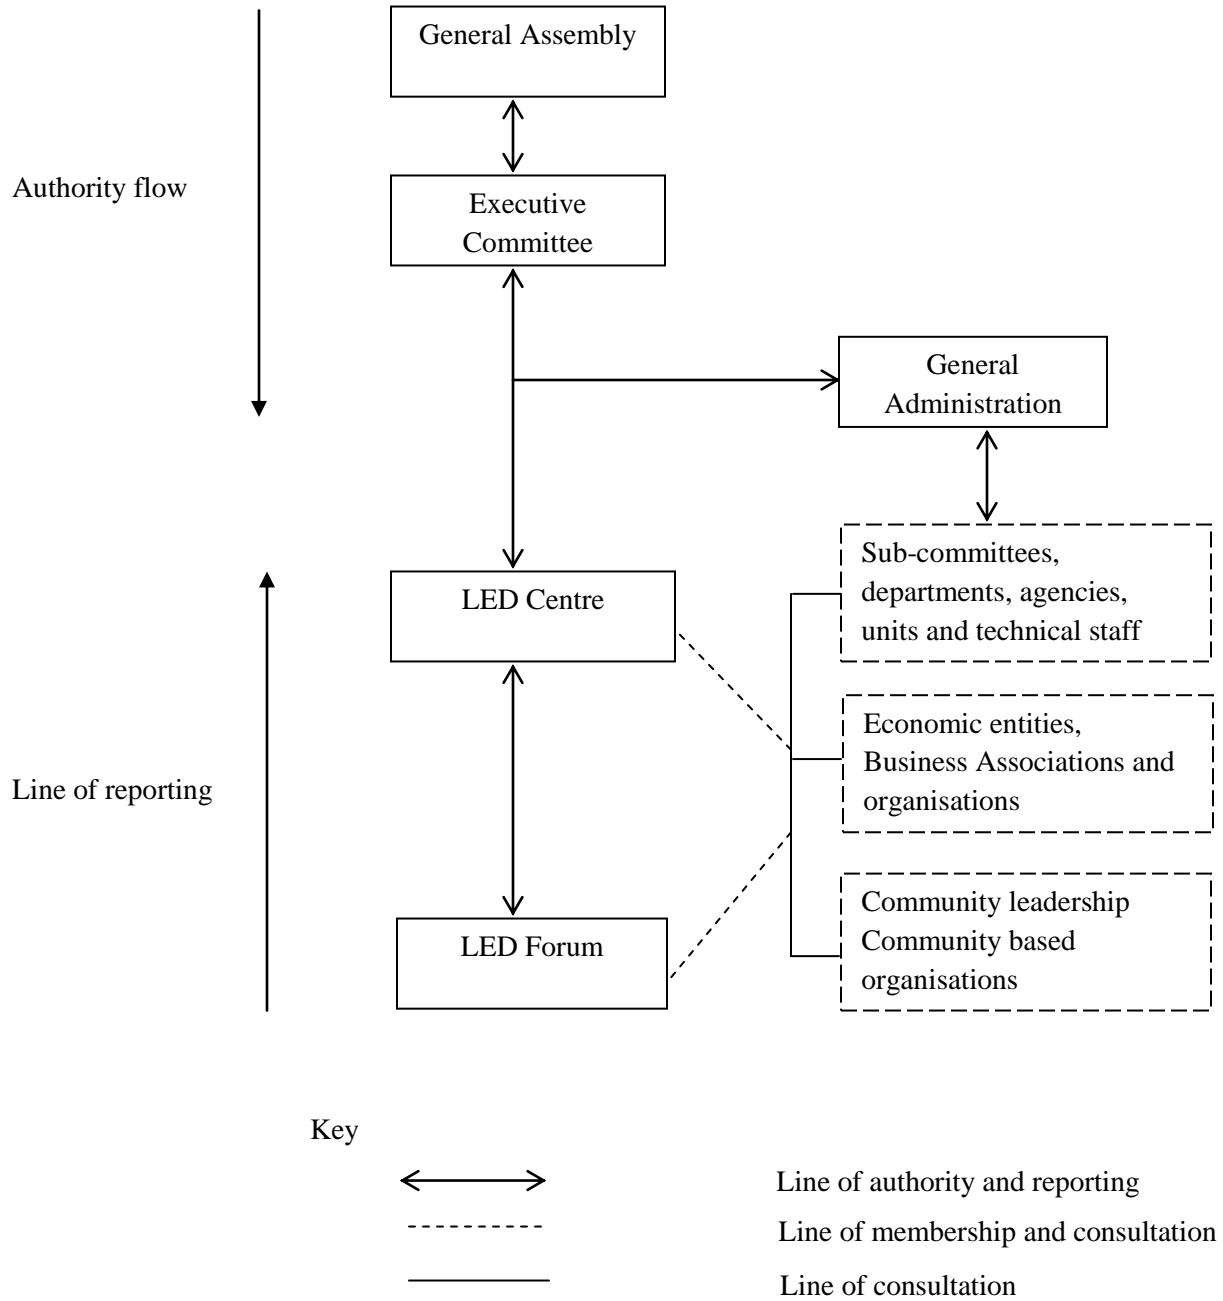 General Assembly
Authority flow
Executive
Committee
General
Administration
Sub-committees,
departments, agencies,
units and technical staff
LED Centre
Economic entities,
Business Associations and
organisations
Line of reporting
Community leadership
Community based
organisations
LED Forum
Key
Line of authority and reporting
Line of membership and consultation
Line of consultation